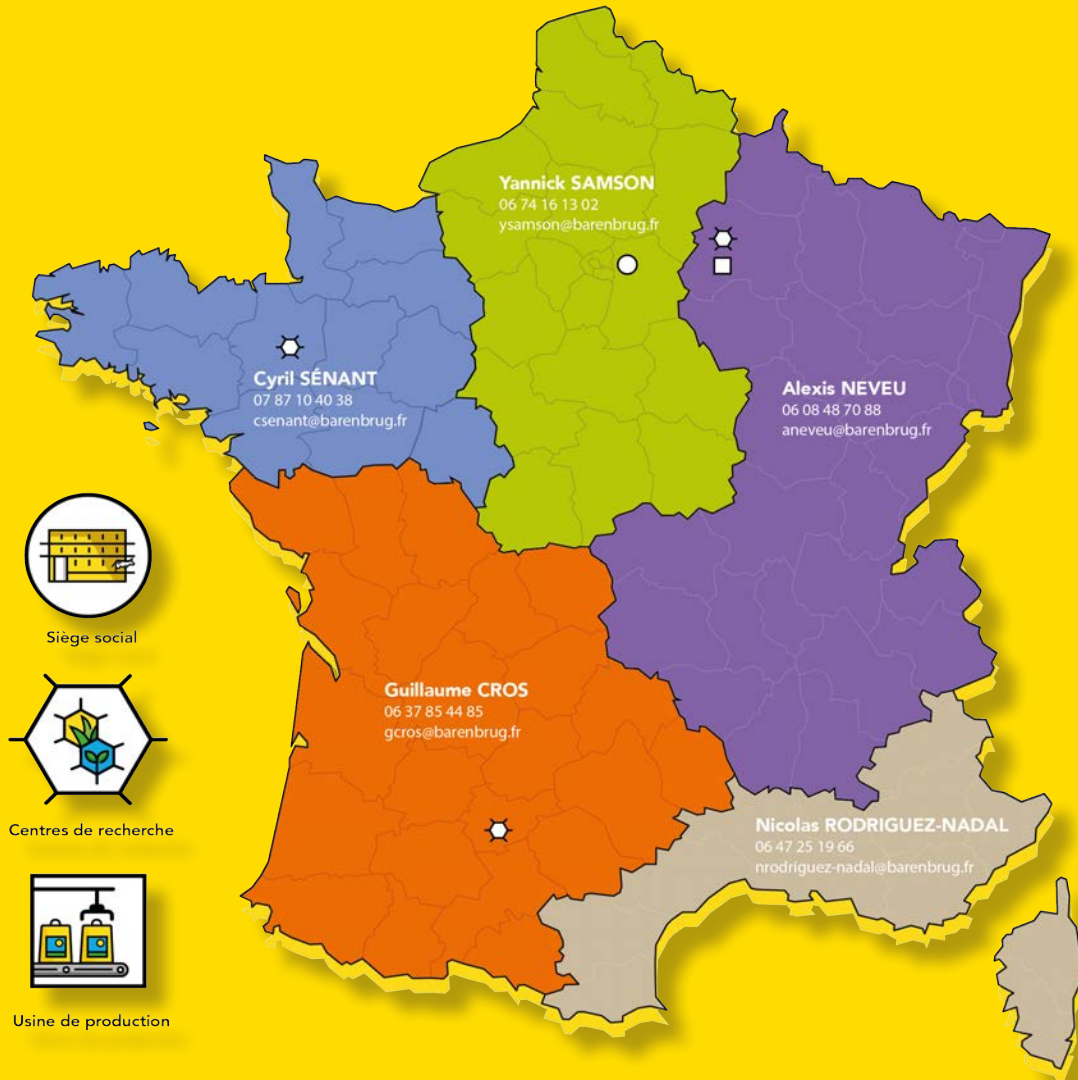 Yannick SAMSON
06 74 16 13 02
ysamson@barenbrug.fr
Cyril SÉNANT
07 87 10 40 38
csenant@barenbrug.fr
Alexis NEVEU
06 08 48 70 88
aneveu@barenbrug.fr
Siège social
Guillaume CROS
06 37 85 44 85
gcros@barenbrug.fr
Centres de recherche
Nicolas RODRIGUEZ-NADAL
06 47 25 19 66
nrodriguez-nadal@barenbrug.fr
Usine de production